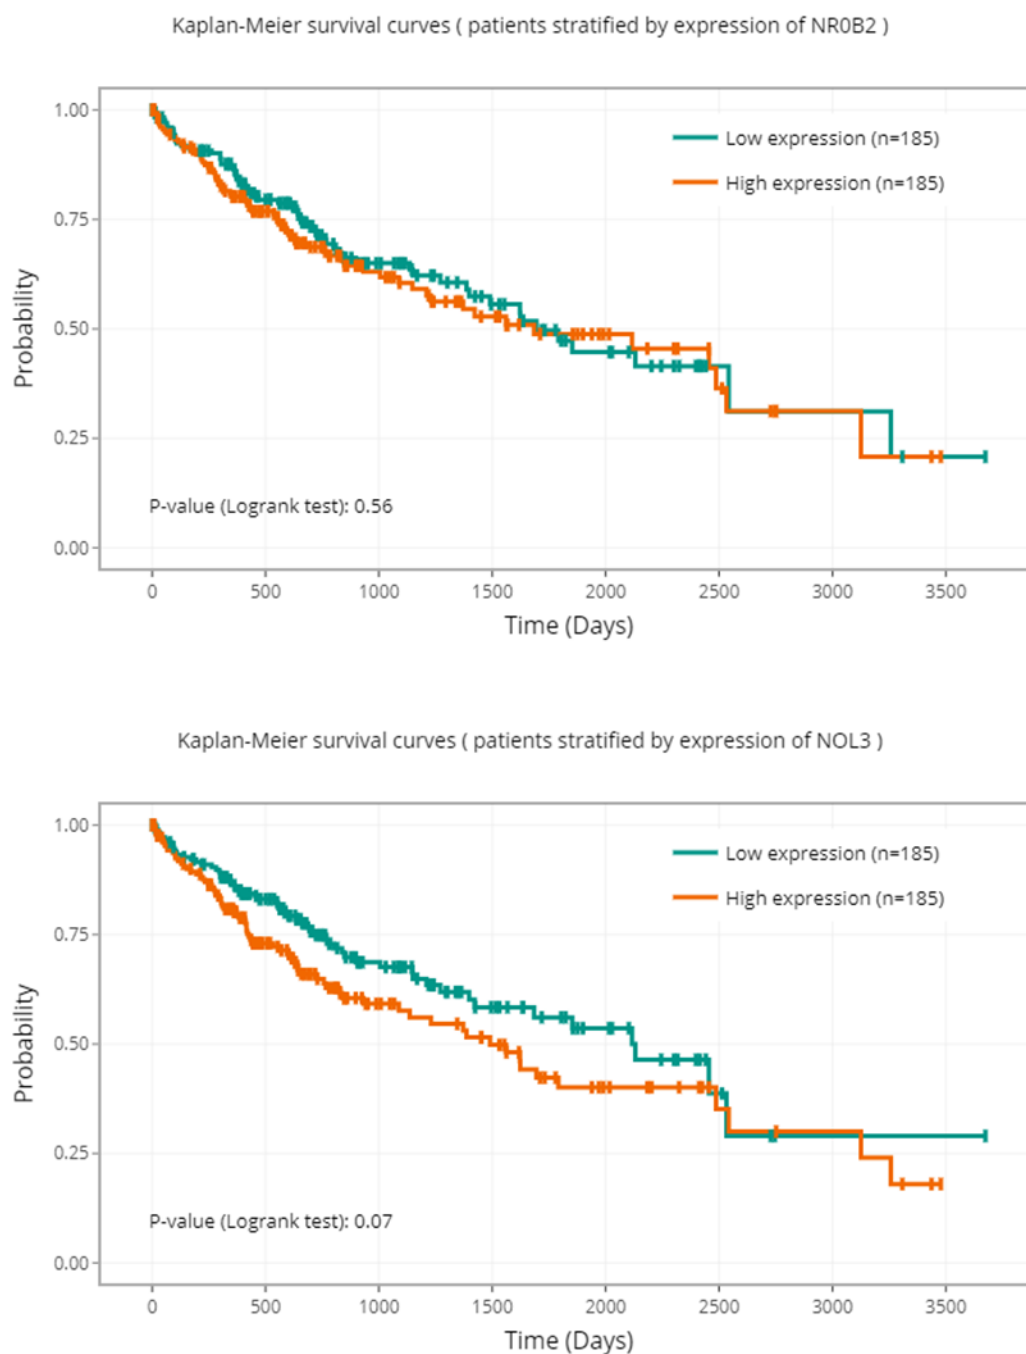 Kaplan-Meier survival curves ( patients stratified by expression of NR0B2 )
1.00
0.75
0.50
0.25
0.00
Probability
Low expression (n=185)
High expression (n=185)
P-value (Logrank test): 0.56
0 500 1000 1500 2000 2500 3000 3500
Time (Days)
Kaplan-Meier survival curves ( patients stratified by expression of NOL3 )
1.00
0.75
0.50
0.25
0.00
Probability
Low expression (n=185)
High expression (n=185)
P-value (Logrank test): 0.07
0 500 1000 1500 2000 2500 3000 3500
Time (Days)